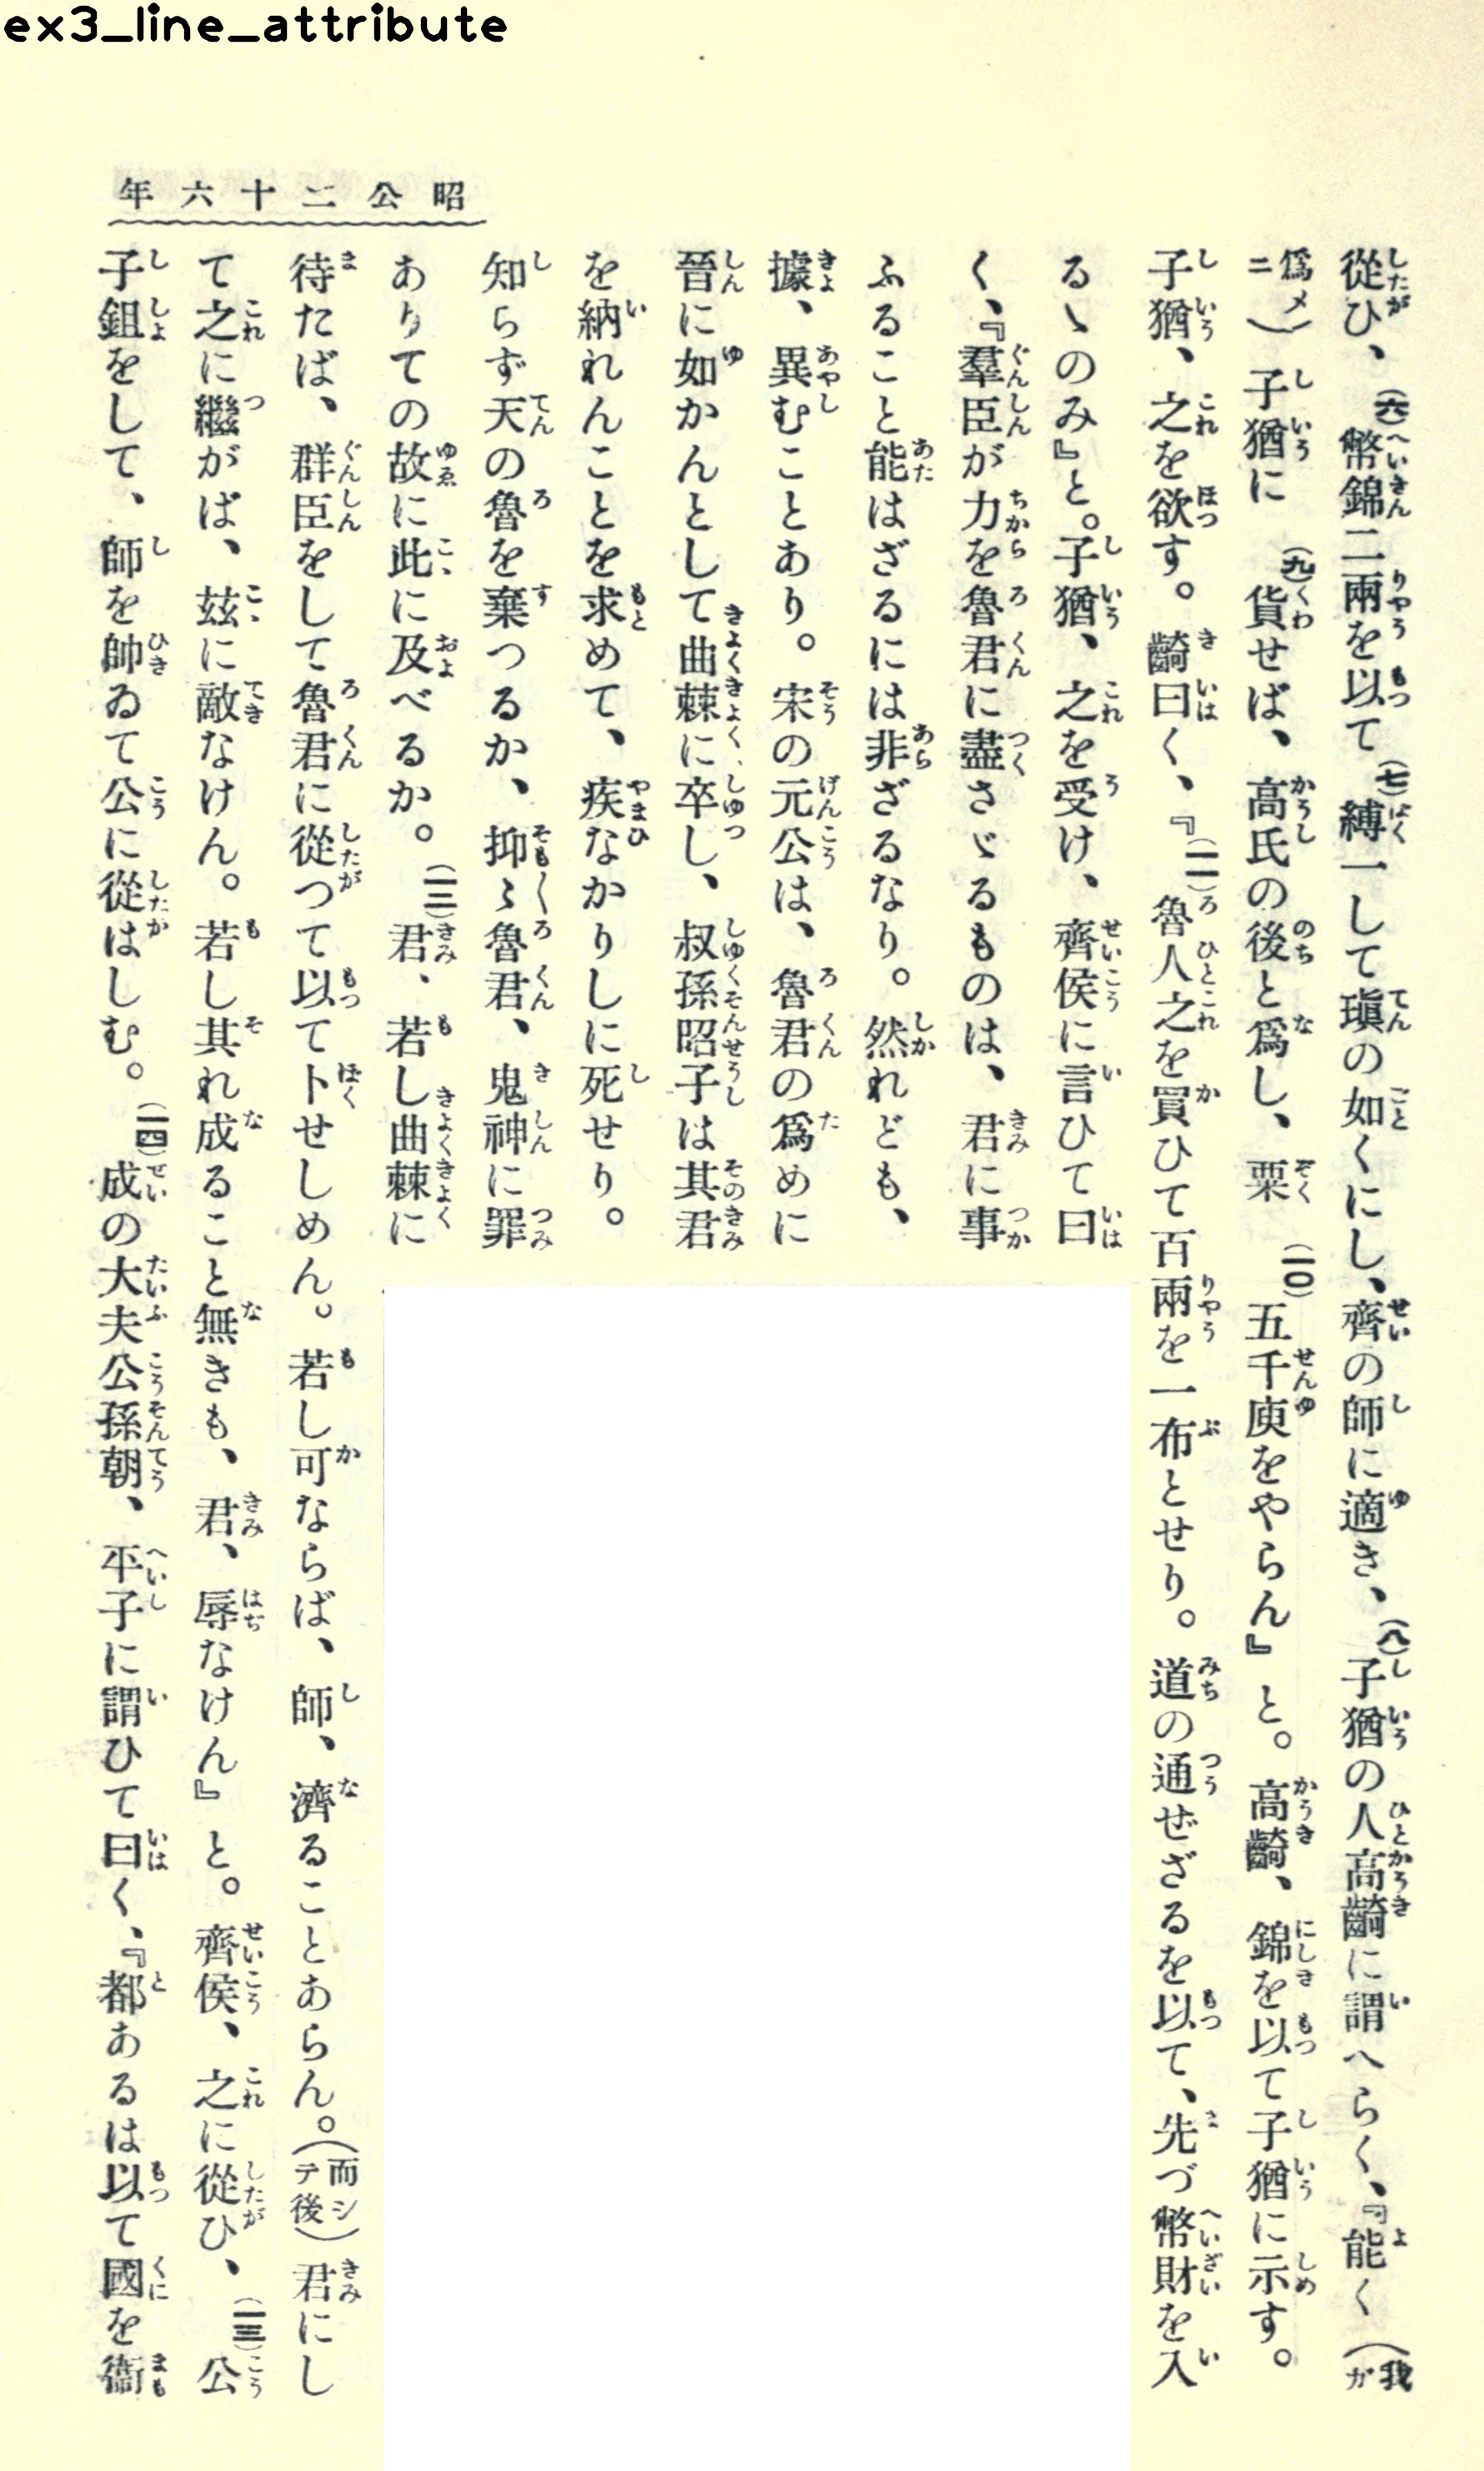 ex3_line_attribute
昭公二十六年
從ひ、(六)幣錦二兩を以て(七)縛一して瑱の如くにし、齊の師に適き、(八)子猶の人高齮に謂へらく、『能く(我ガ
爲メニ)子猶に(九)貨せば、高氏の後と爲し、粟(一〇)五千庾をやらん』と。高齮、錦を以て子猶に示す。
子猶、之を欲す。齮曰く、『(一一)魯人之を買ひて百兩を一布とせり。道の通ぜざるを以て、先づ幣財を入
るゝのみ』と。子猶、之を受け、齊侯に言ひて曰
く、『羣臣が力を魯君に盡さゞるものは、君に事
ふること能はざるには非ざるなり。然れども、
據、異むことあり。宋の元公は、魯君の爲めに
晉に如かんとして曲棘に卒し、叔孫昭子は其君
を納れんことを求めて、疾なかりしに死せり。
知らず天の魯を棄つるか、抑〻魯君、鬼神に罪
ありての故に此に及べるか。(一二)君、若し曲棘に
待たば、群臣をして魯君に從つて以て卜せしめん。若し可ならば、師、濟ることあらん。(而シテ後)君にし
て之に繼がば、茲に敵なけん。若し其れ成ること無きも、君、辱なけん』と。齊侯、之に從ひ、(一三)公
子鉏をして、師を帥ゐて公に從はしむ。(一四)成の大夫公孫朝、平子に謂ひて曰く、『都あるは以て國を衞